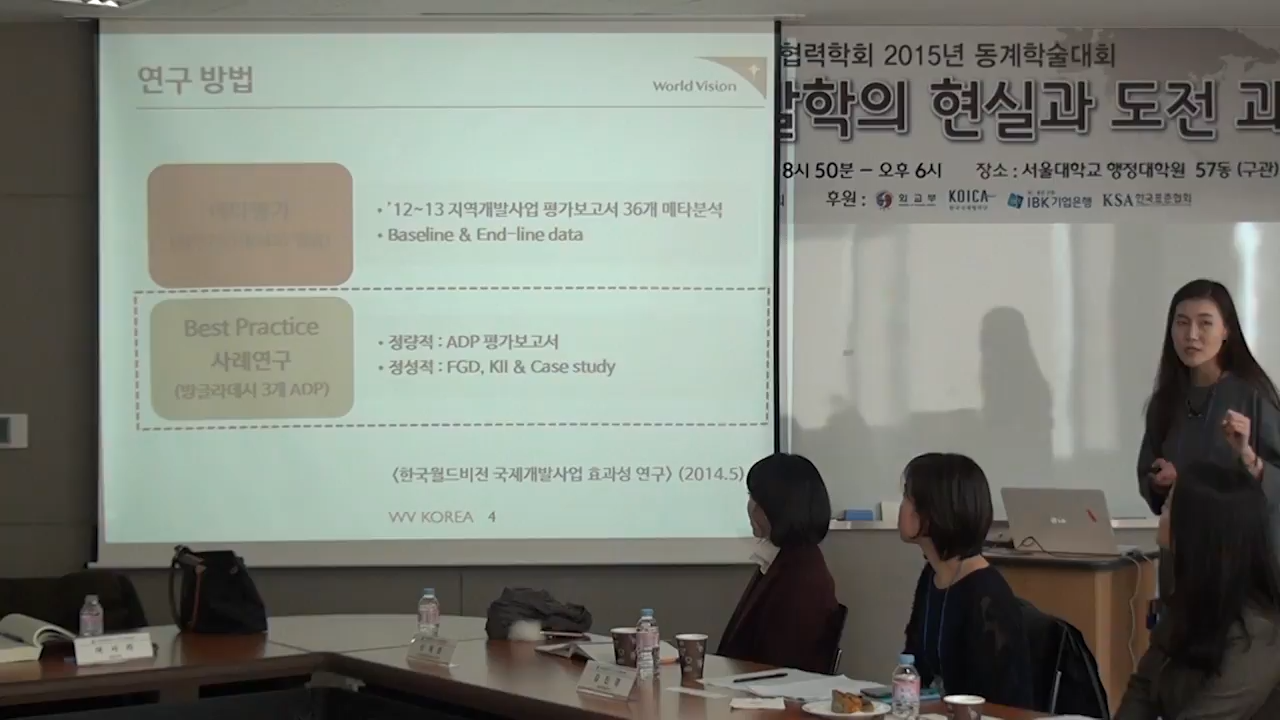 연구 방법
World Vision
• '12~13 지역개발사업 평가보고서 36개 메타분석
• Baseline & End-line data
Best Practice
사례연구
(방글라데시 3개 ADP)
• 정량적 : ADP 평가보고서
• 정성적 : FGD, KII & Case study
<한국월드비전 국제개발사업 효과성 연구> (2014.5)
WV KOREA 4
협력학회 2015년 동계학술대회
학의 현실과 도전 과
8시 50분 – 오후 6시 장소 : 서울대학교 행정대학원 57동 (구관)
후원 : 외교부 KOICA IBK기업은행 KSA한국표준협회
LG